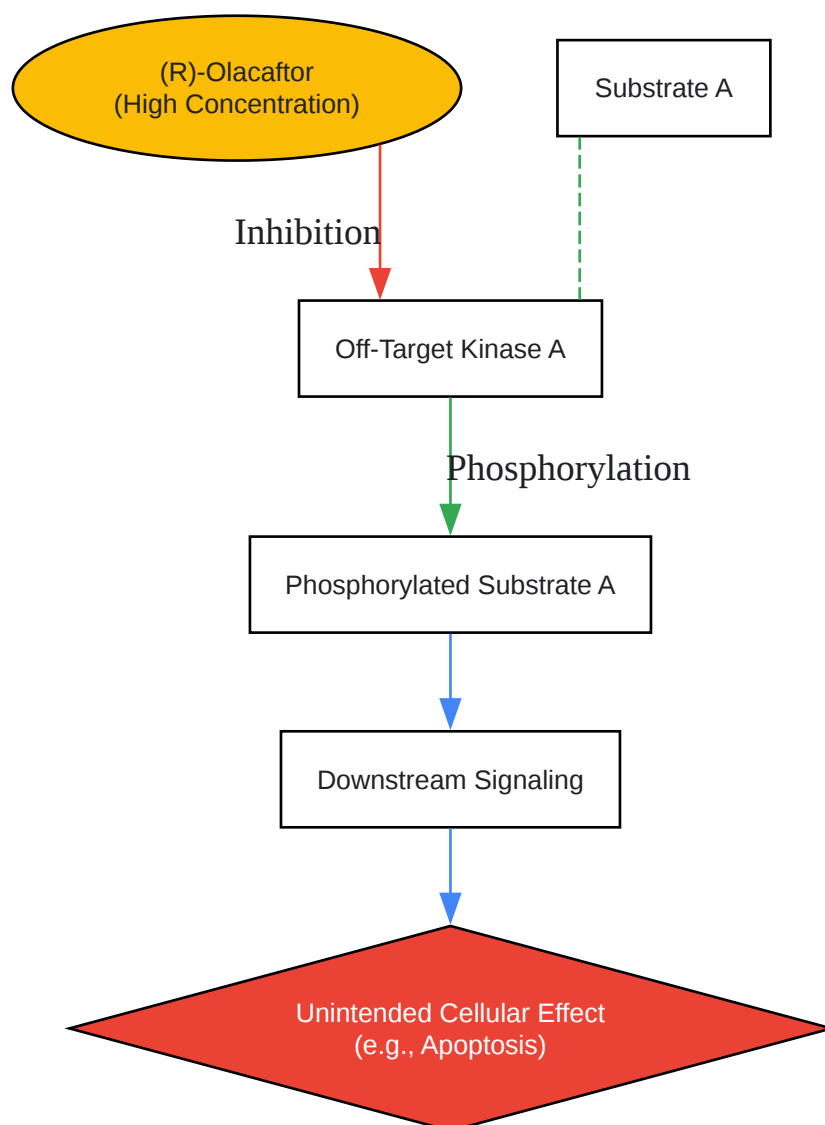 (R)-Olacaftor
(High Concentration)
Substrate A
Inhibition
Off-Target Kinase A
Phosphorylation
Phosphorylated Substrate A
Downstream Signaling
Unintended Cellular Effect
(e.g., Apoptosis)